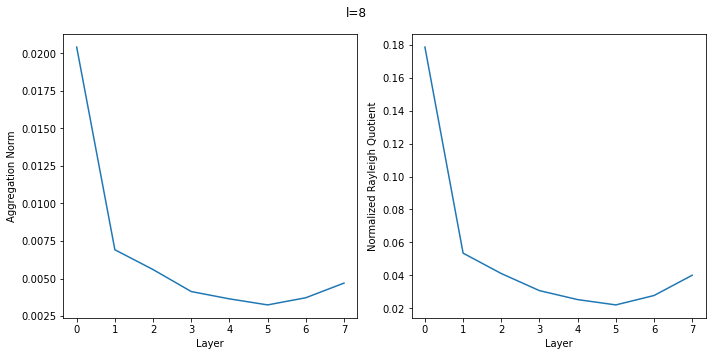 l=8
Aggregation Norm
0.0200
0.0175
0.0150
0.0125
0.0100
0.0075
0.0050
0.0025
0 1 2 3 4 5 6 7
Layer
Normalized Rayleigh Quotient
0.18
0.16
0.14
0.12
0.10
0.08
0.06
0.04
0.02
0 1 2 3 4 5 6 7
Layer